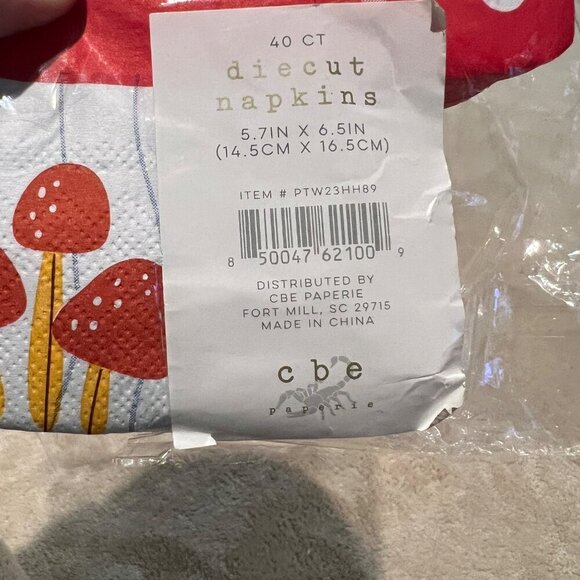 40 CT
diecut
napkins
5.7IN X 6.5IN
(14.5CM X 16.5CM)
ITEM # PTW23HH89
8 50047 62100 9
DISTRIBUTED BY
CBE PAPERIE
FORT MILL, SC 29715
MADE IN CHINA
cbe
paperie